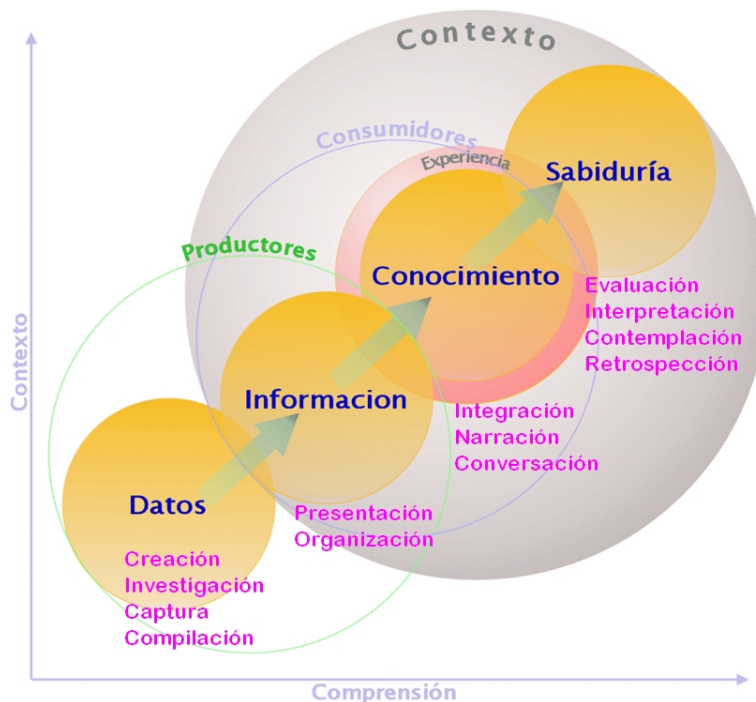 Contexto
Consumidores
Experiencia
Sabiduría
Productores
Conocimiento
Evaluación
Interpretación
Contemplación
Retrospección
Contexto
Informacion
Integración
Narración
Conversación
Datos
Presentación
Organización
Creación
Investigación
Captura
Compilación
Comprensión